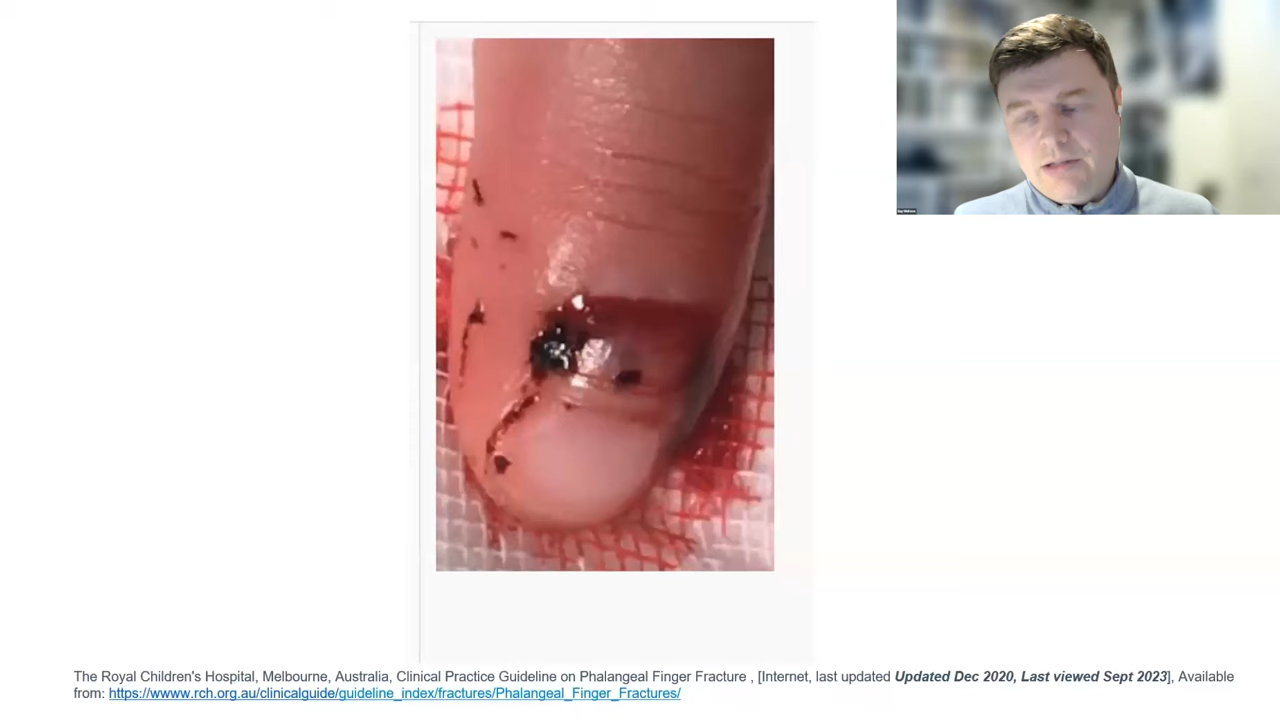 The Royal Children's Hospital, Melbourne, Australia, Clinical Practice Guideline on Phalangeal Finger Fracture , [Internet, last updated Updated Dec 2020, Last viewed Sept 2023], Available
from: https://wwww.rch.org.au/clinicalguide/guideline_index/fractures/Phalangeal_Finger_Fractures/